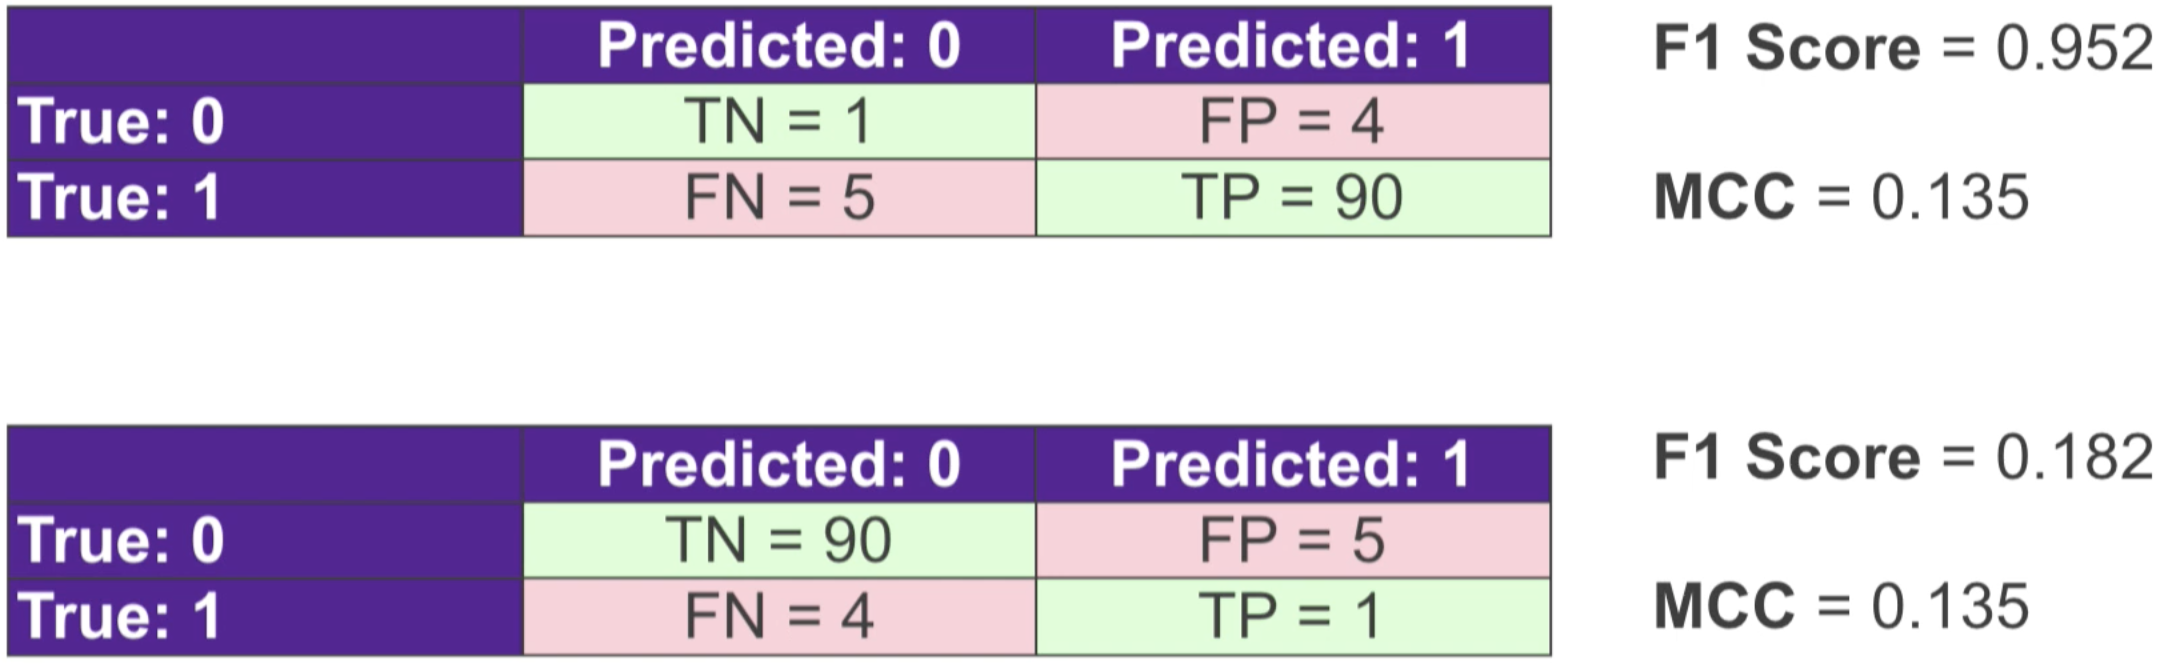 Predicted: 0 Predicted: 1 F1 Score = 0.952
True: 0 TN = 1 FP = 4
True: 1 FN = 5 TP = 90 MCC = 0.135
Predicted: 0 Predicted: 1 F1 Score = 0.182
True: 0 TN = 90 FP = 5
True: 1 FN = 4 TP = 1 MCC = 0.135